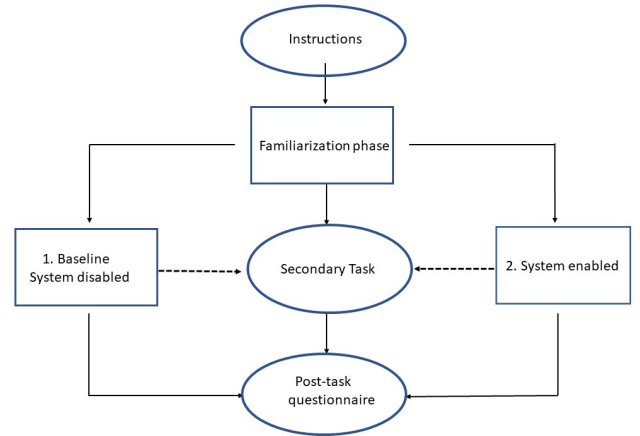 Instructions
Familiarization phase
1. Baseline
System disabled
Secondary Task
2. System enabled
Post-task
questionnaire